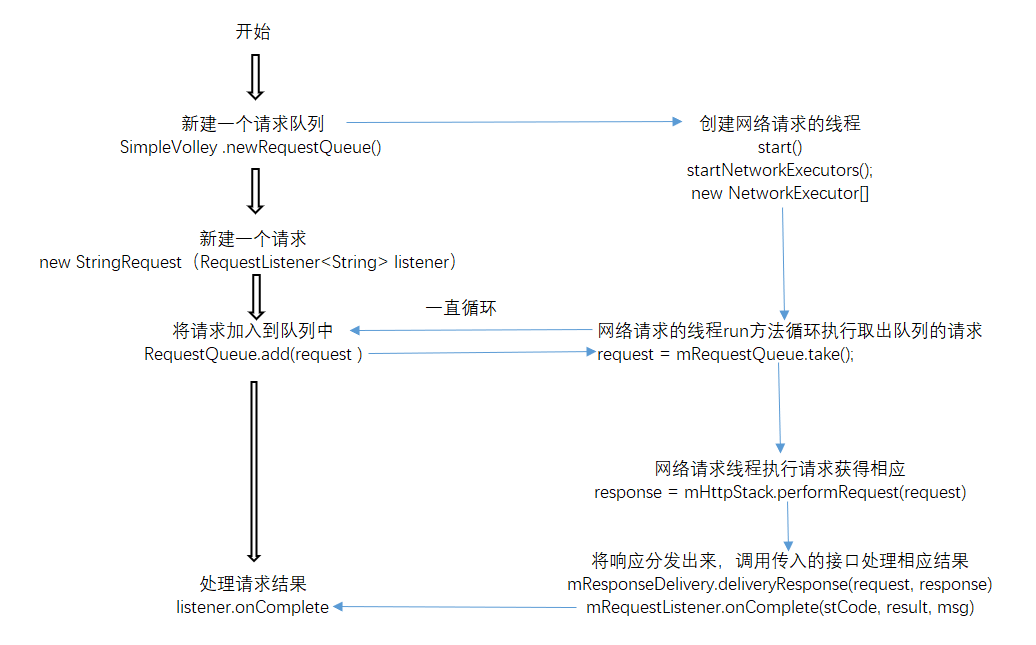 开始
新建一个请求队列
SimpleVolley .newRequestQueue()
创建网络请求的线程
start()
startNetworkExecutors();
new NetworkExecutor[]
新建一个请求
new StringRequest（RequestListener<String> listener）
一直循环
将请求加入到队列中
RequestQueue.add(request )
网络请求的线程run方法循环执行取出队列的请求
request = mRequestQueue.take();
网络请求线程执行请求获得相应
response = mHttpStack.performRequest(request)
将响应分发出来，调用传入的接口处理相应结果
mResponseDelivery.deliveryResponse(request, response)
mRequestListener.onComplete(stCode, result, msg)
处理请求结果
listener.onComplete